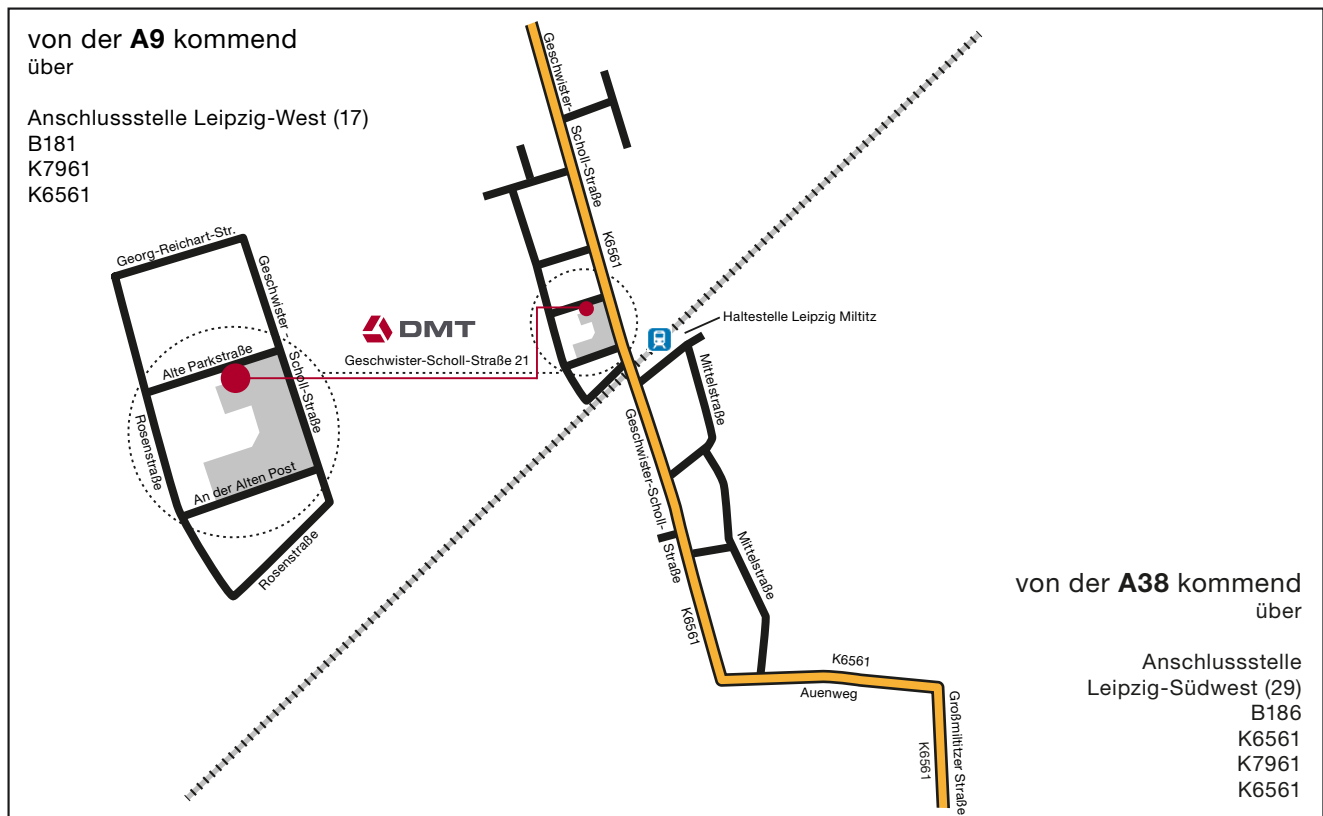 von der A9 kommend
über
Anschlussstelle Leipzig-West (17)
B181
K7961
K6561
Geschwister-
Scholl-Straße
K6561
Georg-Reichart-Str.
Geschwister
Scholl-Straße
Alte Parkstraße
Rosenstraße
An der Alten Post
Rosenstraße
DMT
Geschwister-Scholl-Straße 21
Haltestelle Leipzig Miltitz
Mittelstraße
Geschwister-Scholl-
Straße
Mittelstraße
K6561
K6561
Auenweg
Großmiltitzer Straße
K6561
von der A38 kommend
über
Anschlussstelle
Leipzig-Südwest (29)
B186
K6561
K7961
K6561